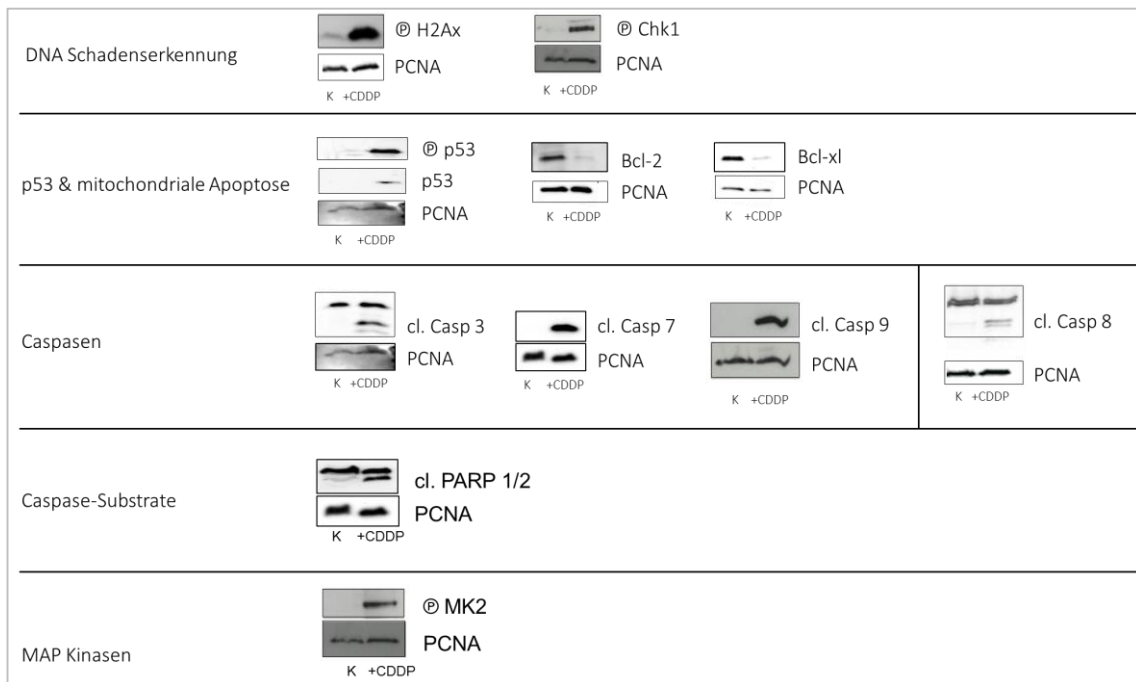 DNA Schadenserkennung
Ⓟ H2Ax
PCNA
K +CDDP
Ⓟ Chk1
PCNA
K +CDDP
p53 & mitochondriale Apoptose
Ⓟ p53
p53
PCNA
K +CDDP
Bcl-2
PCNA
K +CDDP
Bcl-xl
PCNA
K +CDDP
Caspasen
cl. Casp 3
PCNA
K +CDDP
cl. Casp 7
PCNA
K +CDDP
cl. Casp 9
PCNA
K +CDDP
cl. Casp 8
PCNA
K +CDDP
Caspase-Substrate
cl. PARP 1/2
PCNA
K +CDDP
MAP Kinasen
Ⓟ MK2
PCNA
K +CDDP